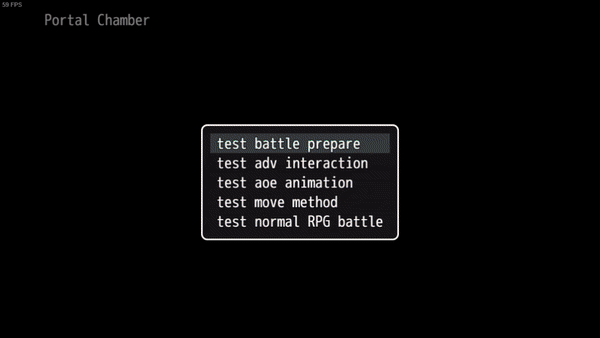 59 FPS
Portal Chamber
test battle prepare
test adv interaction
test aoe animation
test move method
test normal RPG battle